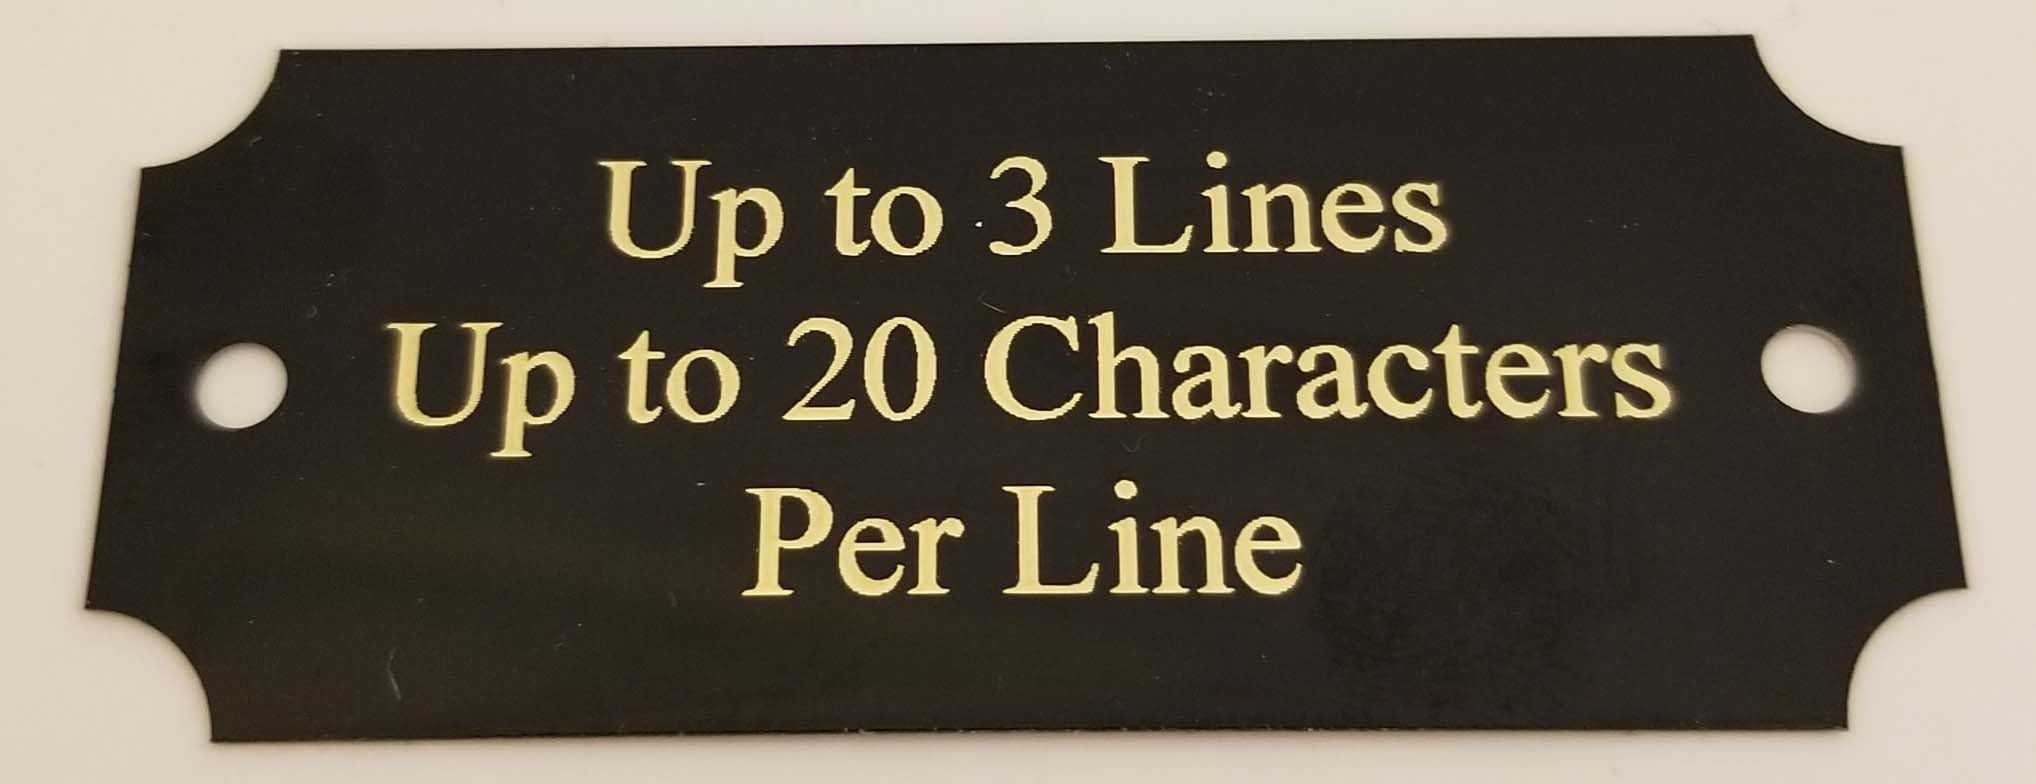 Up to 3 Lines
Up to 20 Characters
Per Line